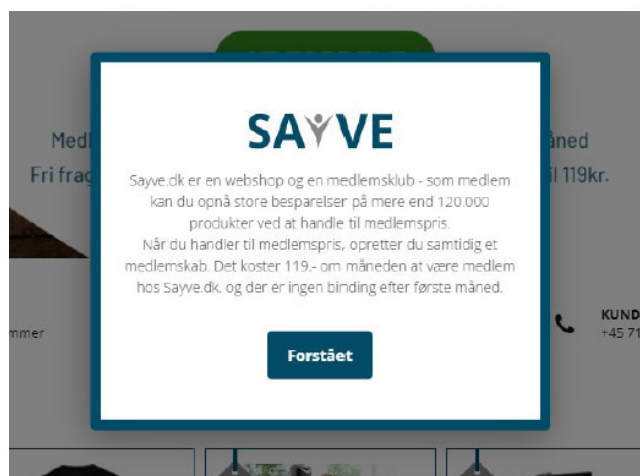 SAYVE
Medl
åned
Fri frag
il 119kr.
Sayve.dk er en webshop og en medlemsklub - som medlem
kan du opnå store besparelser på mere end 120.000
produkter ved at handle til medlemspris.
Når du handler til medlemspris, opretter du samtidig et
medlemskab. Det koster 119.- om måneden at være medlem
hos Sayve.dk. og der er ingen binding efter første måned.
mmer
KUND
+45 71
Forstået